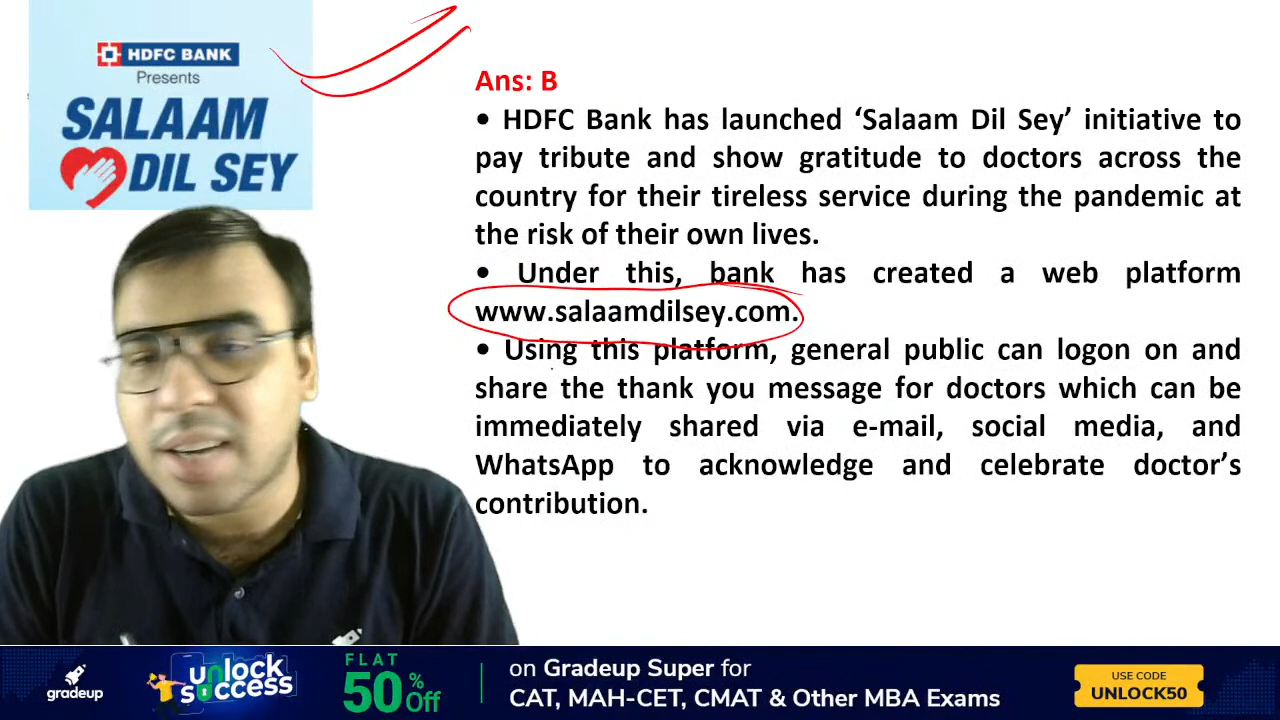 HDFC BANK
Presents
SALAAM
DIL SEY
Ans: B
• HDFC Bank has launched ‘Salaam Dil Sey’ initiative to
pay tribute and show gratitude to doctors across the
country for their tireless service during the pandemic at
the risk of their own lives.
• Under this, bank has created a web platform
www.salaamdilsey.com.
• Using this platform, general public can logon on and
share the thank you message for doctors which can be
immediately shared via e-mail, social media, and
WhatsApp to acknowledge and celebrate doctor’s
contribution.
gradeup
unlock
success
FLAT
50%
Off
on Gradeup Super for
CAT, MAH-CET, CMAT & Other MBA Exams
USE CODE
UNLOCK50